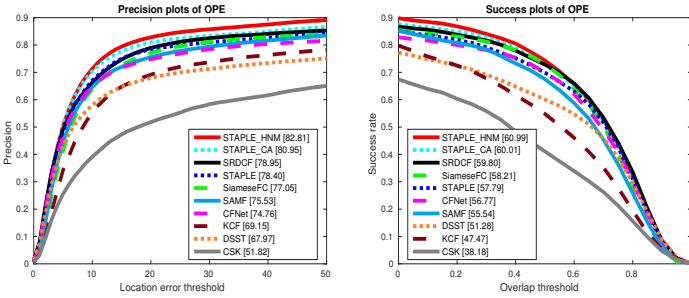 Precision plots of OPE
0.9
0.8
0.7
0.6
0.5
0.4
0.3
0.2
0.1
0
0
10
20
30
40
50
Precision
Location error threshold
STAPLE_HNM [82.81]
STAPLE_CA [80.95]
SRDCF [78.95]
STAPLE [78.40]
SiameseFC [77.05]
SAMF [75.53]
CFNet [74.76]
KCF [69.15]
DSST [67.97]
CSK [51.82]
Success plots of OPE
0.9
0.8
0.7
0.6
0.5
0.4
0.3
0.2
0.1
0
0
0.2
0.4
0.6
0.8
Success rate
Overlap threshold
STAPLE_HNM [60.99]
STAPLE_CA [60.01]
SRDCF [59.80]
SiameseFC [58.21]
STAPLE [57.79]
CFNet [56.77]
SAMF [55.54]
DSST [51.28]
KCF [47.47]
CSK [38.18]